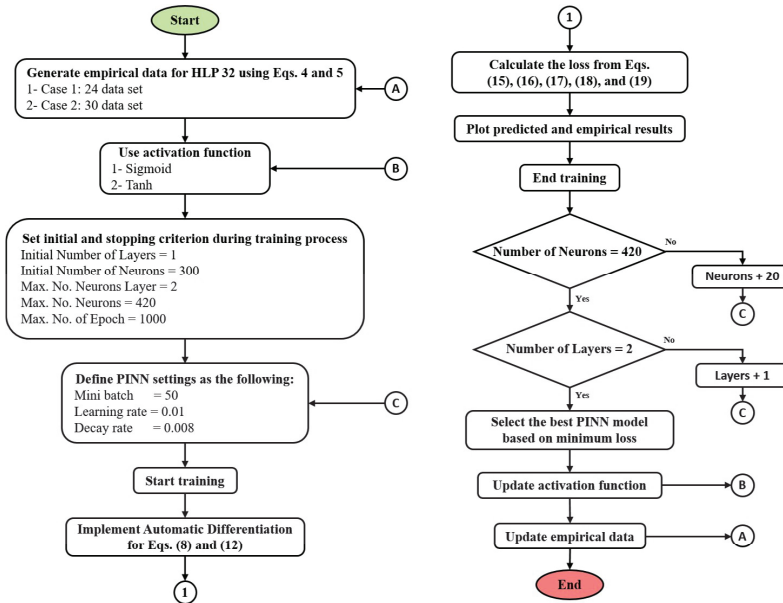 Start
Generate empirical data for HLP 32 using Eqs. 4 and 5
1- Case 1: 24 data set
2- Case 2: 30 data set
A
Use activation function
1- Sigmoid
2- Tanh
B
Set initial and stopping criterion during training process
Initial Number of Layers = 1
Initial Number of Neurons = 300
Max. No. Neurons Layer = 2
Max. No. Neurons = 420
Max. No. of Epoch = 1000
Define PINN settings as the following:
Mini batch = 50
Learning rate = 0.01
Decay rate = 0.008
C
Start training
Implement Automatic Differentiation
for Eqs. (8) and (12)
1
1
Calculate the loss from Eqs.
(15), (16), (17), (18), and (19)
Plot predicted and empirical results
End training
Number of Neurons = 420
No
Neurons + 20
C
Yes
Number of Layers = 2
No
Layers + 1
C
Yes
Select the best PINN model
based on minimum loss
Update activation function
B
Update empirical data
A
End